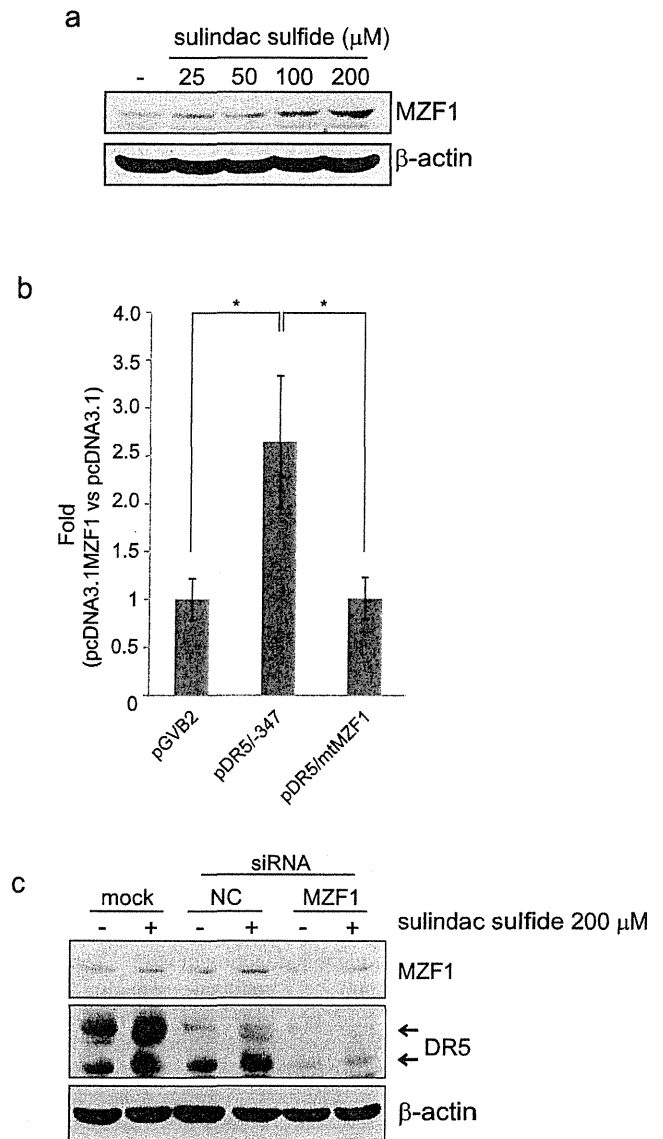 a
sulindac sulfide (μM)
- 25 50 100 200
MZF1
β-actin
b
Fold
(pcDNA3.1MZF1 vs pcDNA3.1)
4.0
3.5
3.0
2.5
2.0
1.5
1
0.5
0
* *
pGVB2
pDR5/-347
pDR5/mtMZF1
c
siRNA
mock NC MZF1
- + - + - + sulindac sulfide 200 μM
MZF1
DR5
β-actin